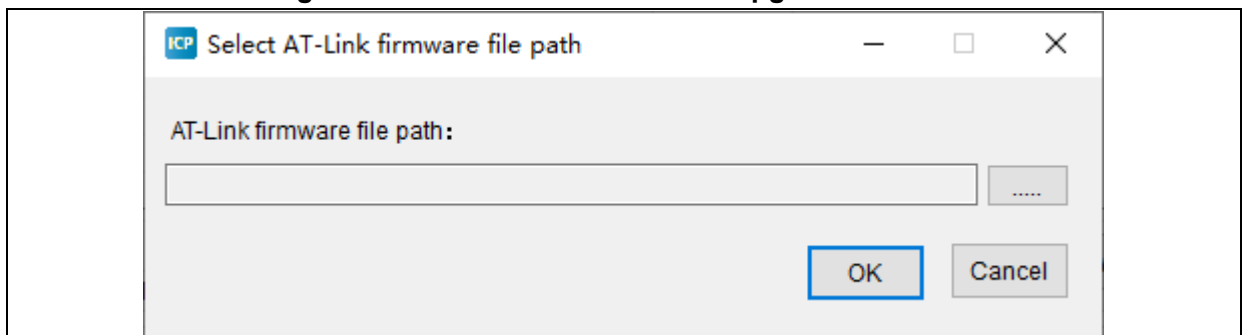 ICP Select AT-Link firmware file path
AT-Link firmware file path：
.....
OK Cancel